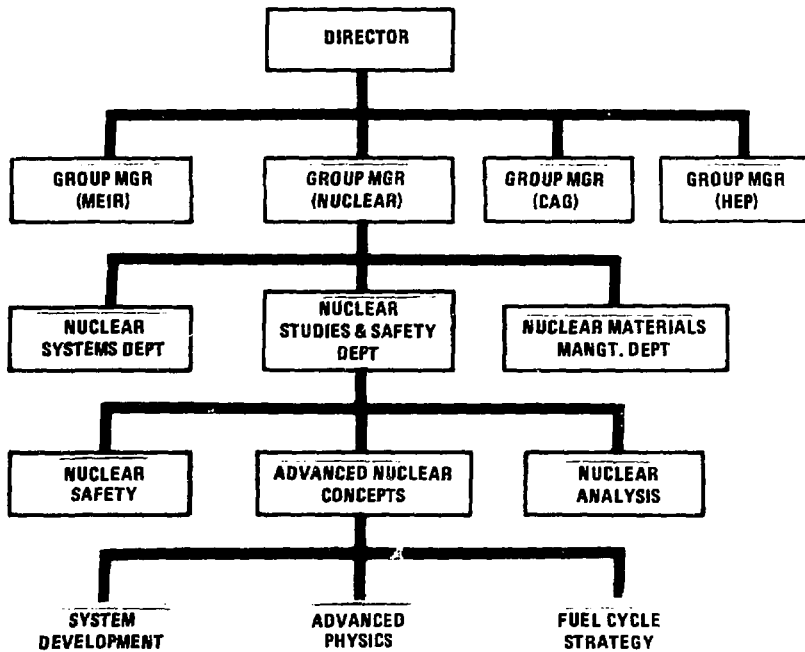 DIRECTOR
GROUP MGR
(MEIR)
GROUP MGR
(NUCLEAR)
GROUP MGR
(CAG)
GROUP MGR
(HEP)
NUCLEAR
SYSTEMS DEPT
NUCLEAR
STUDIES & SAFETY
DEPT
NUCLEAR MATERIALS
MANGT. DEPT
NUCLEAR
SAFETY
ADVANCED NUCLEAR
CONCEPTS
NUCLEAR
ANALYSIS
SYSTEM
DEVELOPMENT
ADVANCED
PHYSICS
FUEL CYCLE
STRATEGY